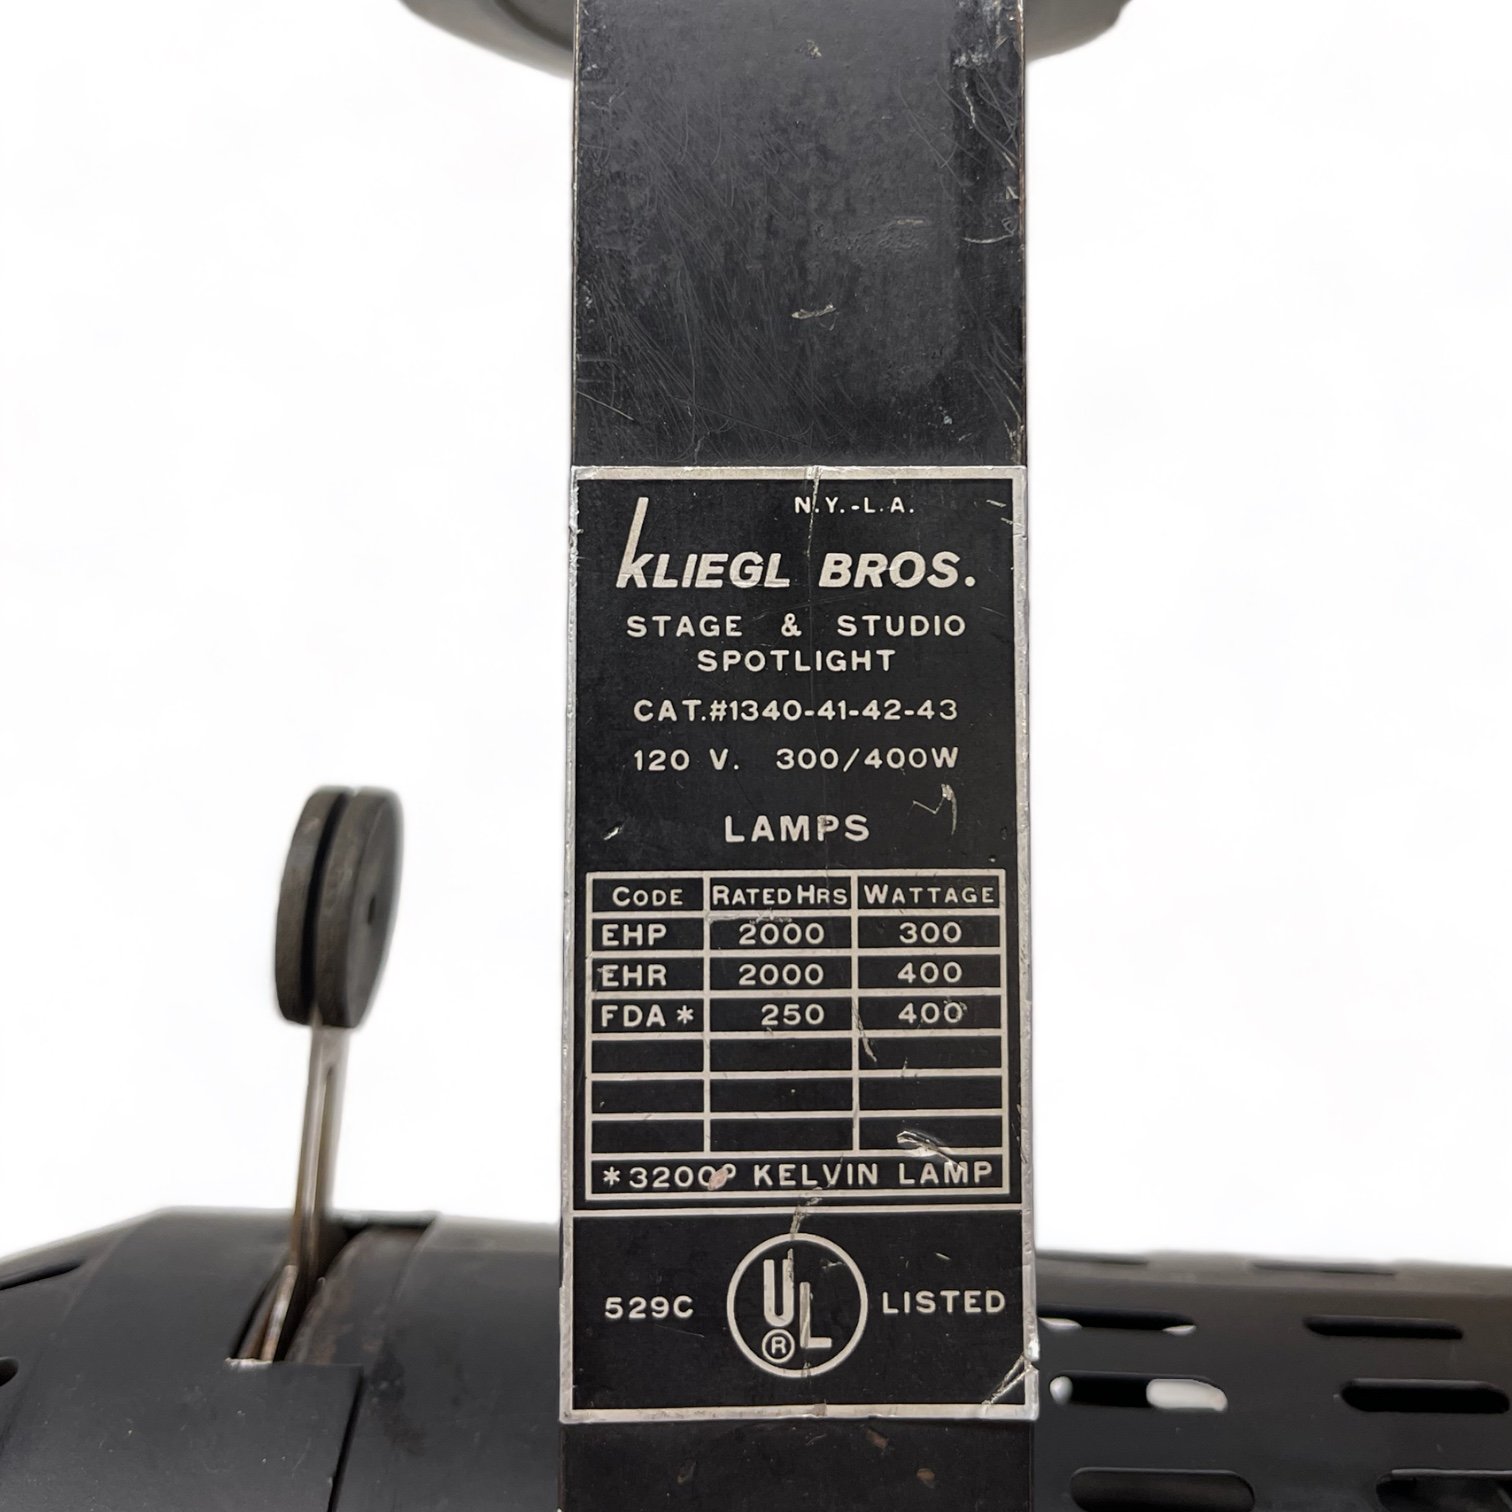 N.Y.-L.A.
KLIEGL BROS.
STAGE & STUDIO
SPOTLIGHT
CAT.#1340-41-42-43
120 V. 300/400W
LAMPS
CODE RATED HRS WATTAGE
EHP 2000 300
EHR 2000 400
FDA* 250 400
*3200° KELVIN LAMP
529C UL® LISTED